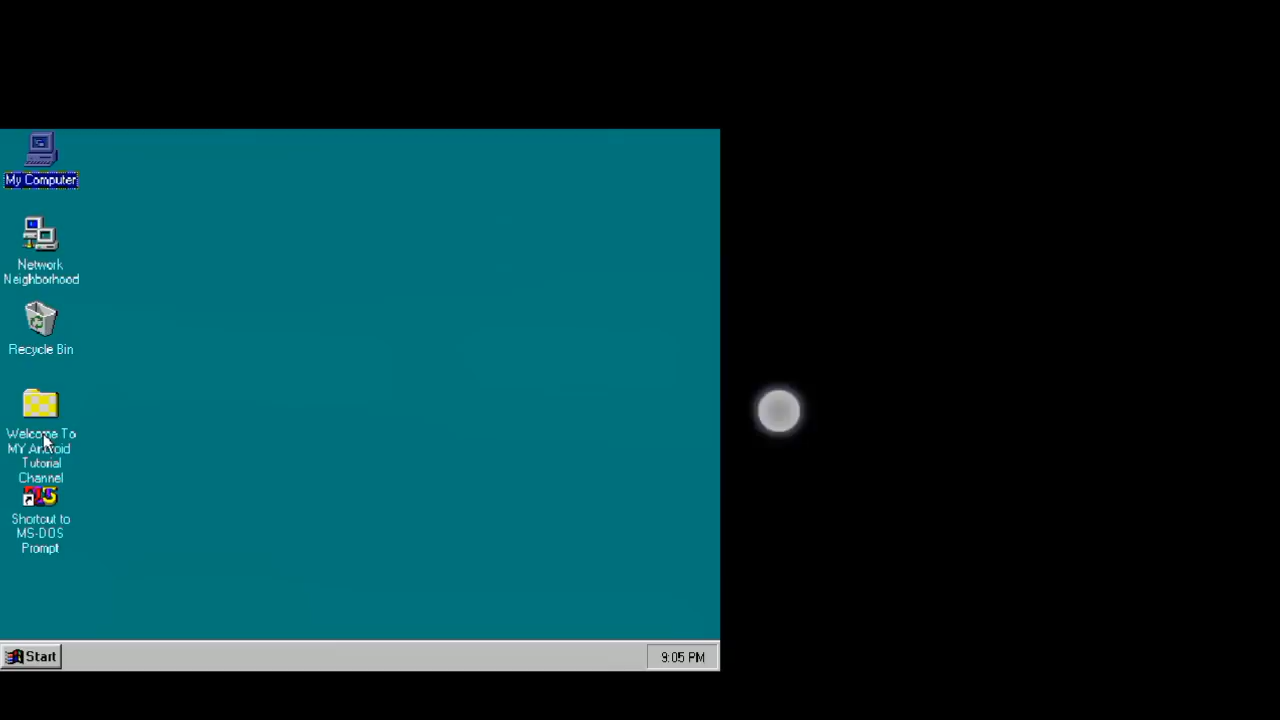 My Computer
Network
Neighborhood
Recycle Bin
Welcome To
MY Android
Tutorial
Channel
Shortcut to
MS-DOS
Prompt
Start
9:05 PM